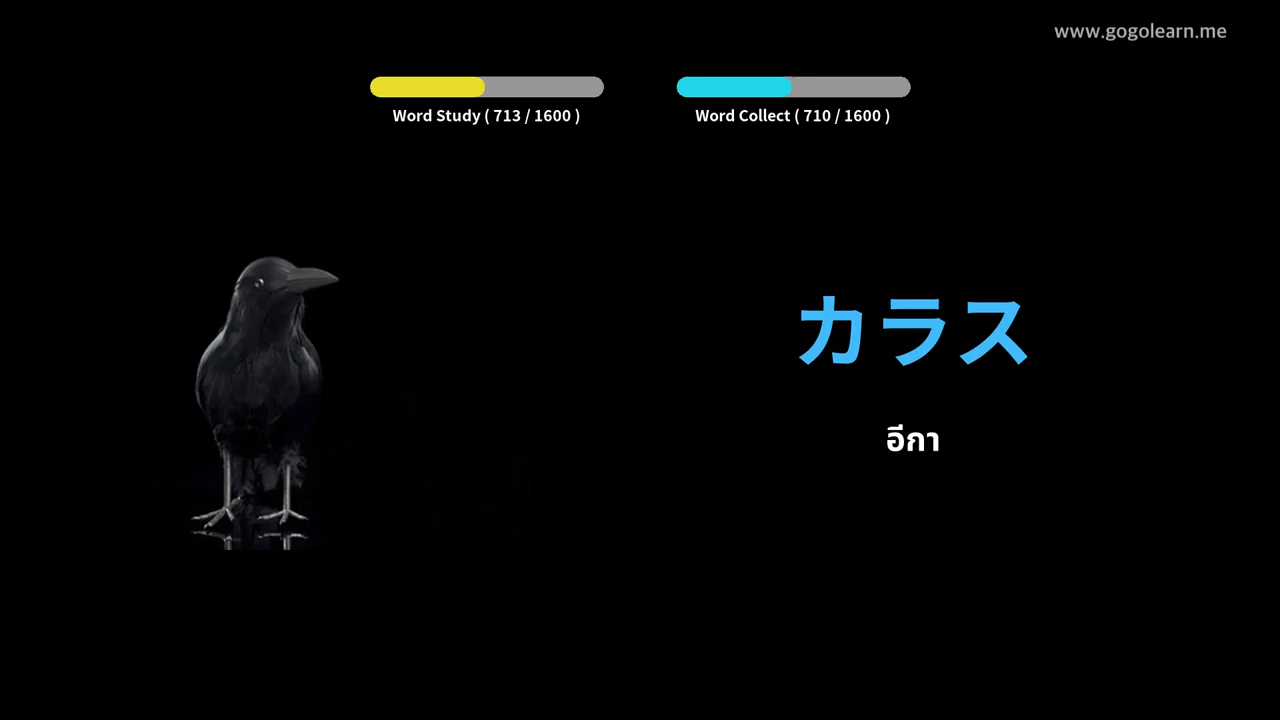 www.gogolearn.me
Word Study ( 713 / 1600 )
Word Collect ( 710 / 1600 )
カラス
อีกา